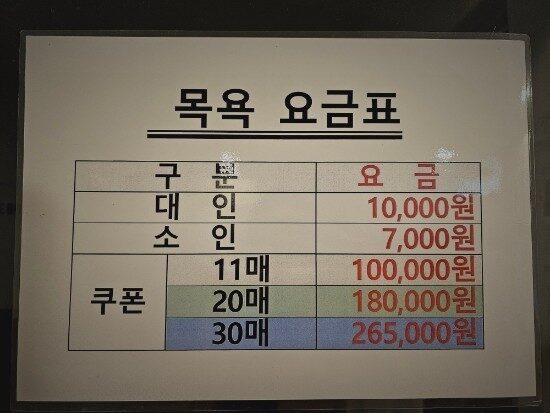 목욕 요금표
구 분 요 금
대 인 10,000원
소 인 7,000원
쿠폰 11매 100,000원
20매 180,000원
30매 265,000원